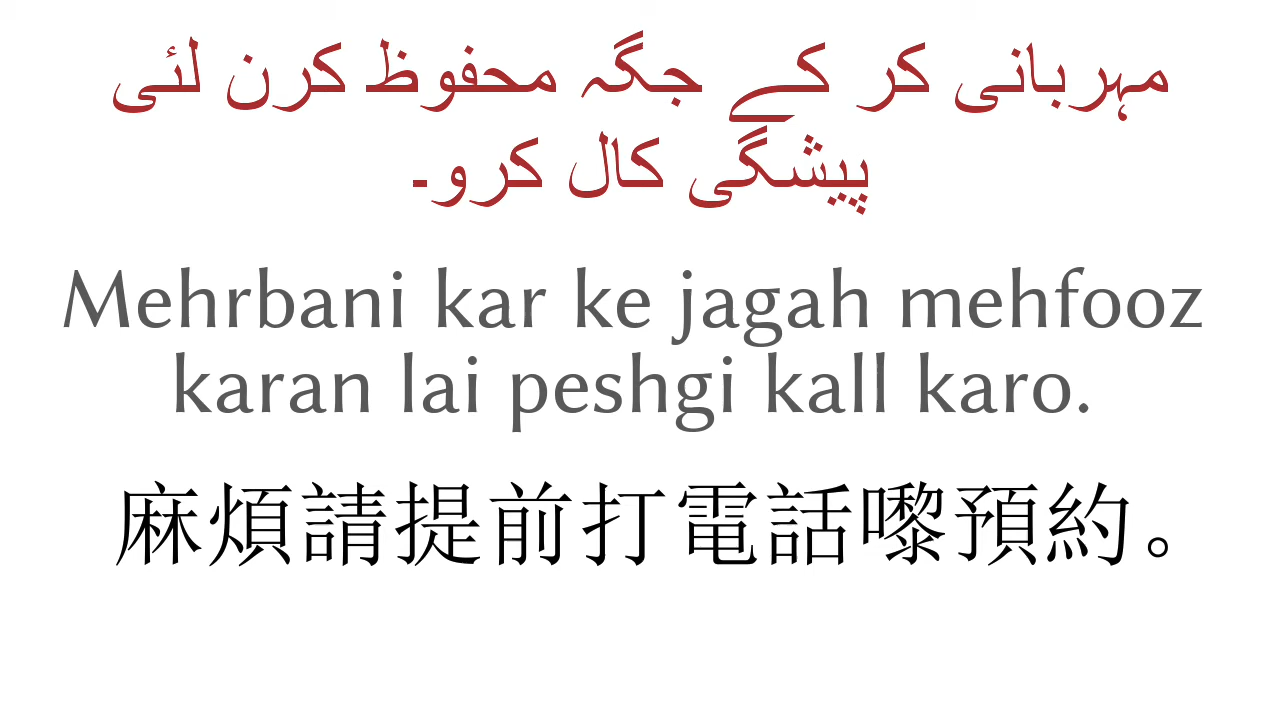 مہربانی کر کے جگہ محفوظ کرن لئی
پیشگی کال کرو۔
Mehrbani kar ke jagah mehfooz
karan lai peshgi kall karo.
麻煩請提前打電話嚟預約。